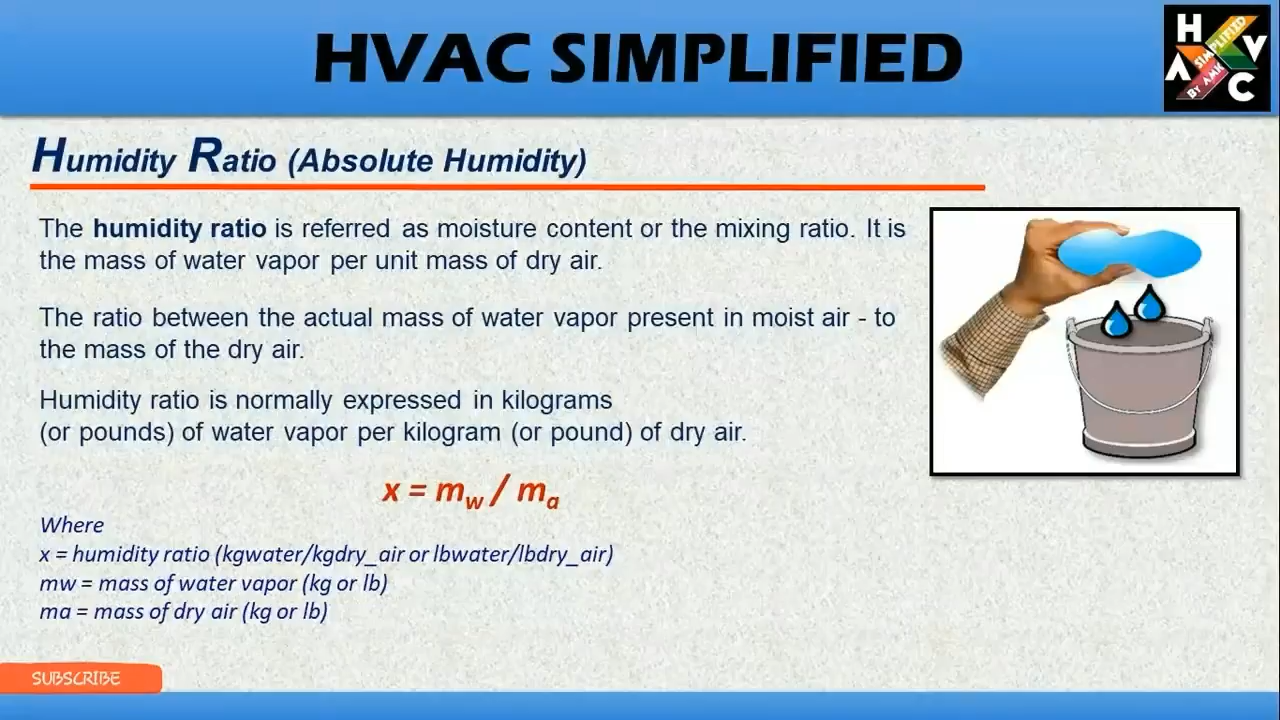 HVAC SIMPLIFIED
H V A C SIMPLIFIED BY AMK
Humidity Ratio (Absolute Humidity)
The humidity ratio is referred as moisture content or the mixing ratio. It is
the mass of water vapor per unit mass of dry air.
The ratio between the actual mass of water vapor present in moist air - to
the mass of the dry air.
Humidity ratio is normally expressed in kilograms
(or pounds) of water vapor per kilogram (or pound) of dry air.
x = mw / ma
Where
x = humidity ratio (kgwater/kgdry_air or lbwater/lbdry_air)
mw = mass of water vapor (kg or lb)
ma = mass of dry air (kg or lb)
SUBSCRIBE